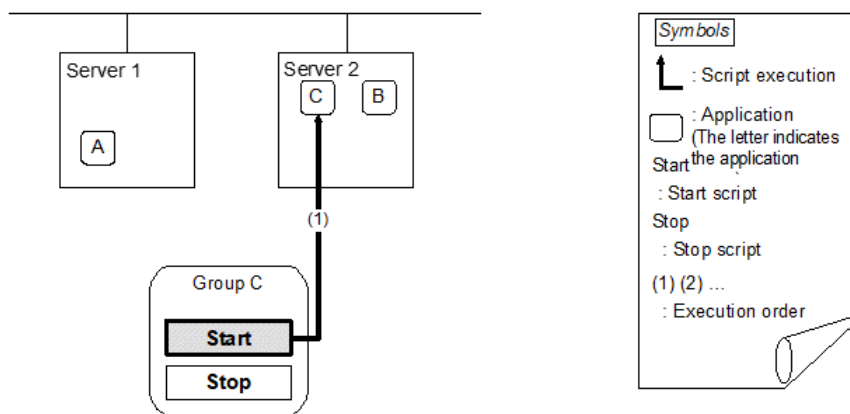 Server 1
A
Server 2
C
B
(1)
Group C
Start
Stop
Symbols
: Script execution
: Application
(The letter indicates
the application
Start
: Start script
Stop
: Stop script
(1) (2) ...
: Execution order